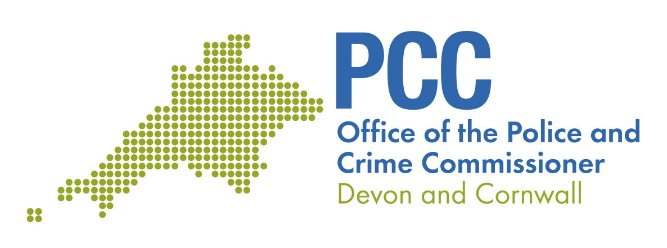 PCC
Office of the Police and
Crime Commissioner
Devon and Cornwall